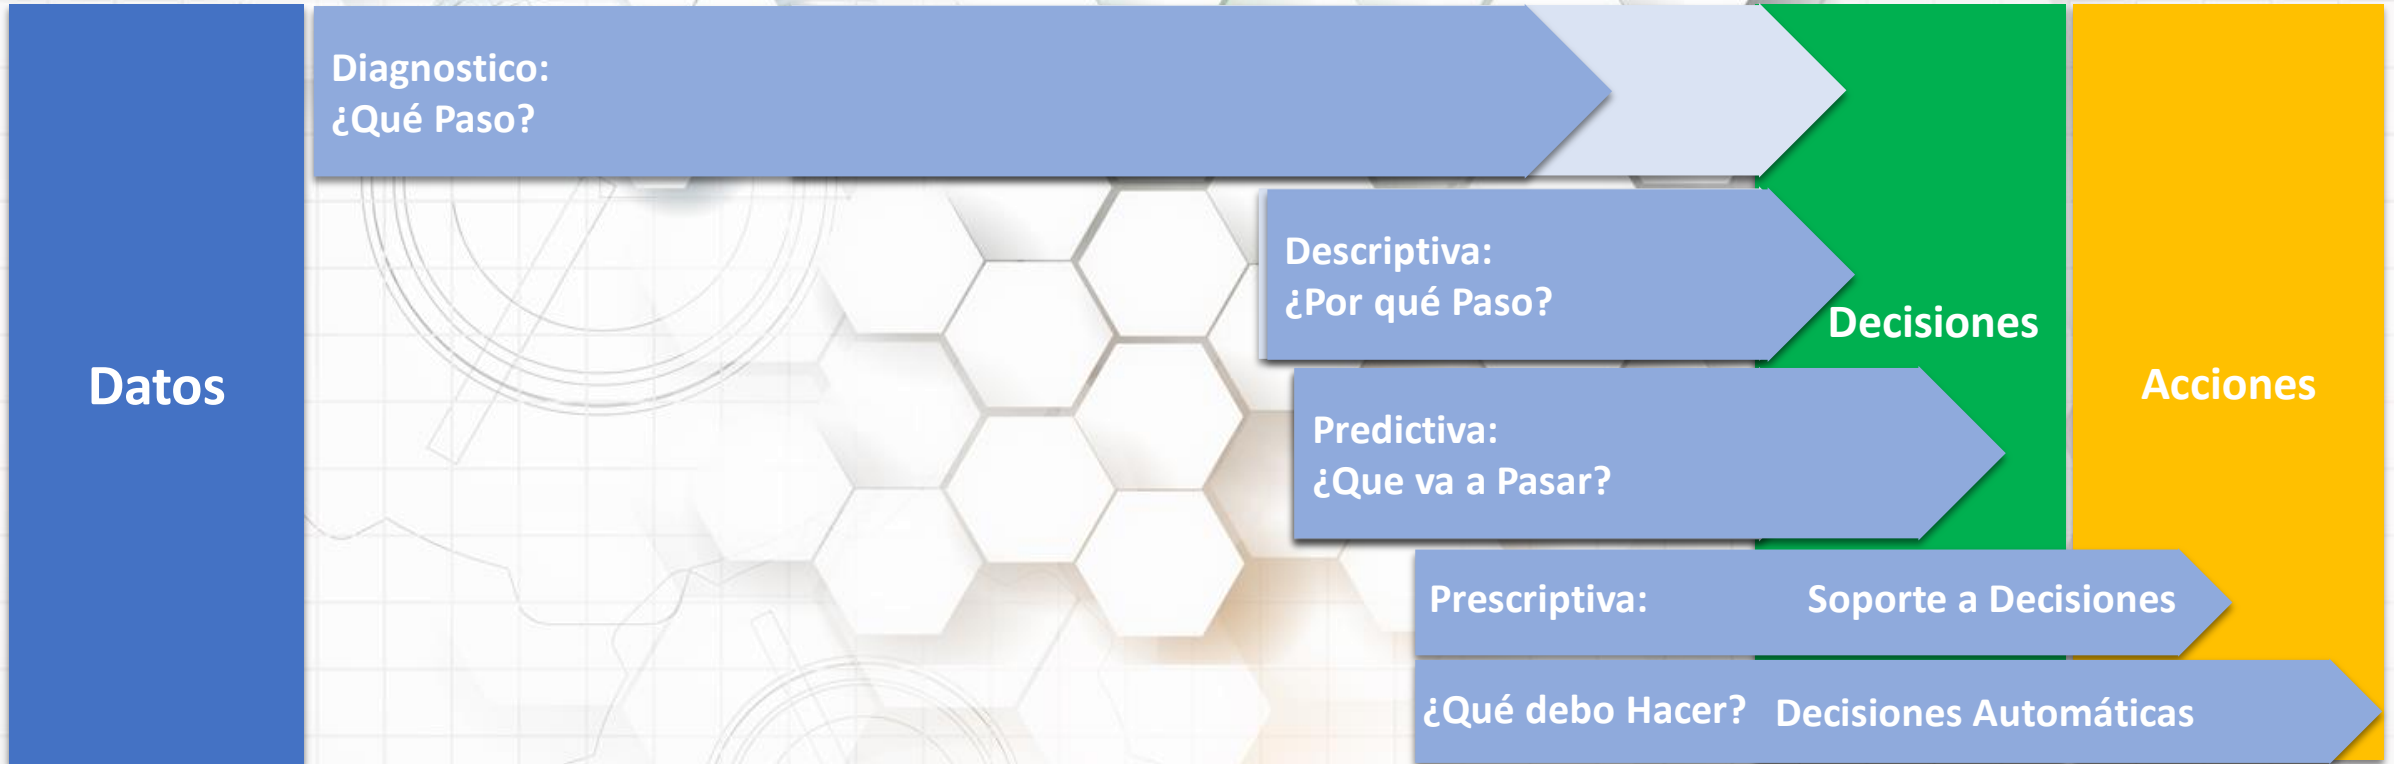 Datos
Diagnostico:
¿Qué Paso?
Descriptiva:
¿Por qué Paso?
Predictiva:
¿Que va a Pasar?
Prescriptiva: Soporte a Decisiones
¿Qué debo Hacer? Decisiones Automáticas
Decisiones
Acciones